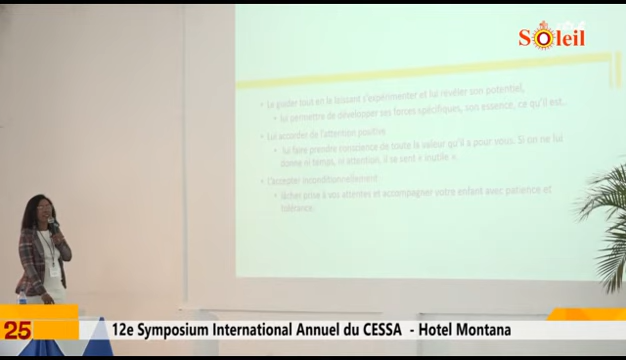 Soleil
• Le guider tout en le laissant s'expérimenter et lui révéler son potentiel,
• lui permettre de développer ses forces spécifiques, son essence, ce qu'il est.
• Lui accorder de l'attention positive
• lui faire prendre conscience de toute la valeur qu'il a pour vous. Si on ne lui
donne ni temps, ni attention, il se sent « inutile ».
• L'accepter inconditionnellement
• lâcher prise à vos attentes et accompagner votre enfant avec patience et
tolérance.
25
12e Symposium International Annuel du CESSA - Hotel Montana